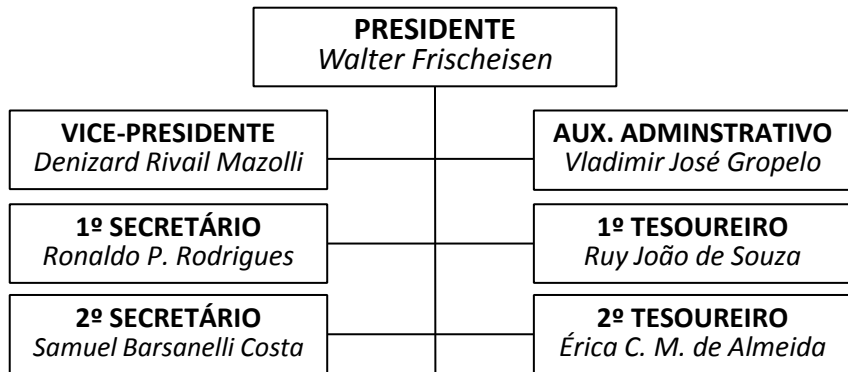 PRESIDENTE
Walter Frischeisen
VICE-PRESIDENTE
Denizard Rivail Mazolli
AUX. ADMINSTRATIVO
Vladimir José Gropelo
1º SECRETÁRIO
Ronaldo P. Rodrigues
1º TESOUREIRO
Ruy João de Souza
2º SECRETÁRIO
Samuel Barsanelli Costa
2º TESOUREIRO
Érica C. M. de Almeida